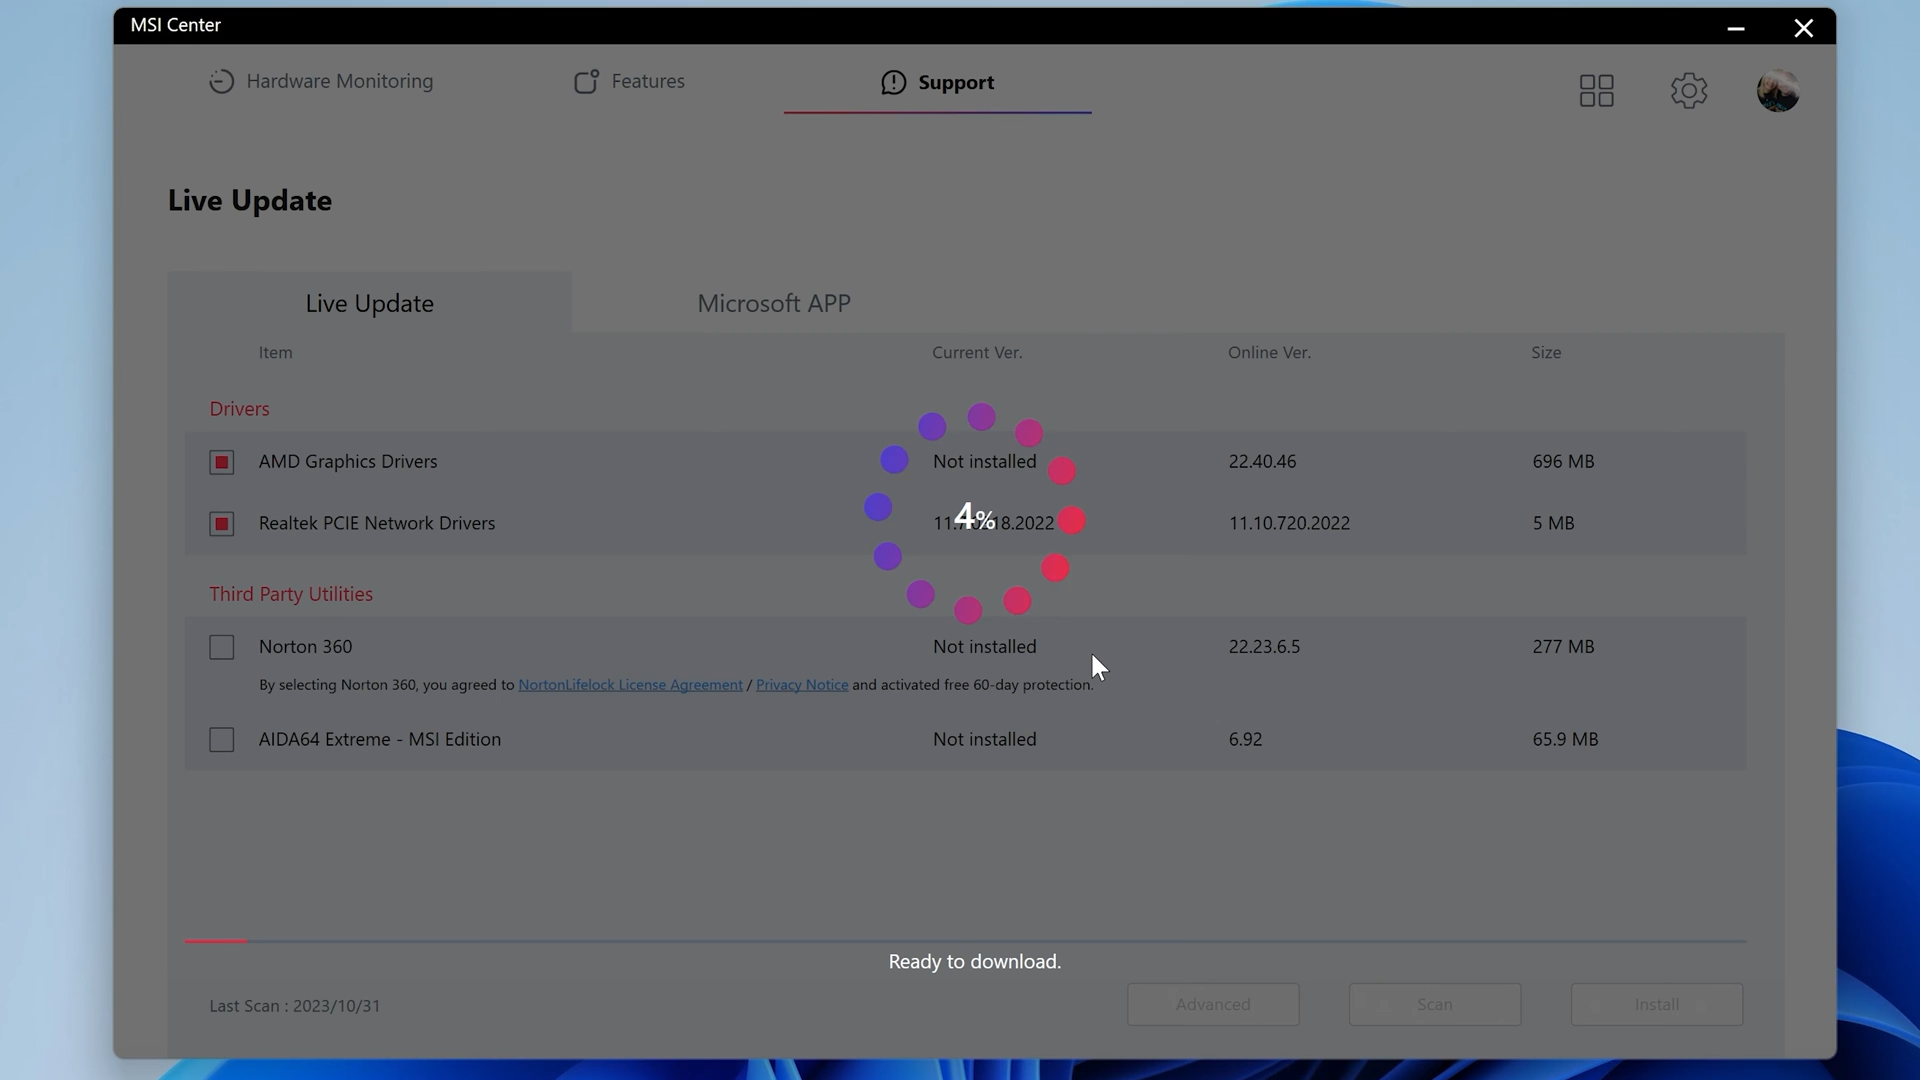 MSI Center
Hardware Monitoring
Features
Support
Live Update
Live Update
Microsoft APP
Item
Current Ver.
Online Ver.
Size
Drivers
AMD Graphics Drivers
Not installed
22.40.46
696 MB
Realtek PCIE Network Drivers
4%
11.10.720.2022
5 MB
Third Party Utilities
Norton 360
Not installed
22.23.6.5
277 MB
By selecting Norton 360, you agreed to NortonLifelock License Agreement / Privacy Notice and activated free 60-day protection.
AIDA64 Extreme - MSI Edition
Not installed
6.92
65.9 MB
Ready to download.
Last Scan : 2023/10/31
Advanced
Scan
Install